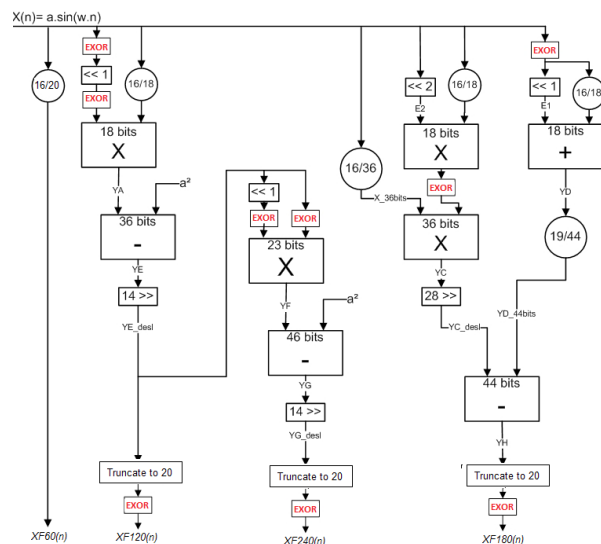 X(n)= a.sin(w.n)
EXOR
EXOR
16/20
<< 1
16/18
<< 2
16/18
<< 1
16/18
EXOR
E2
E1
18 bits
X
18 bits
X
18 bits
+
16/36
YA
a²
<< 1
EXOR
YD
EXOR
EXOR
X_36bits
36 bits
-
36 bits
X
19/44
23 bits
X
YE
YC
14 >>
YF
a²
28 >>
YE_desl
YC_desl
YD_44bits
46 bits
-
YG
44 bits
-
14 >>
YG_desl
YH
Truncate to 20
Truncate to 20
Truncate to 20
EXOR
EXOR
EXOR
XF60(n)
XF120(n)
XF240(n)
XF180(n)